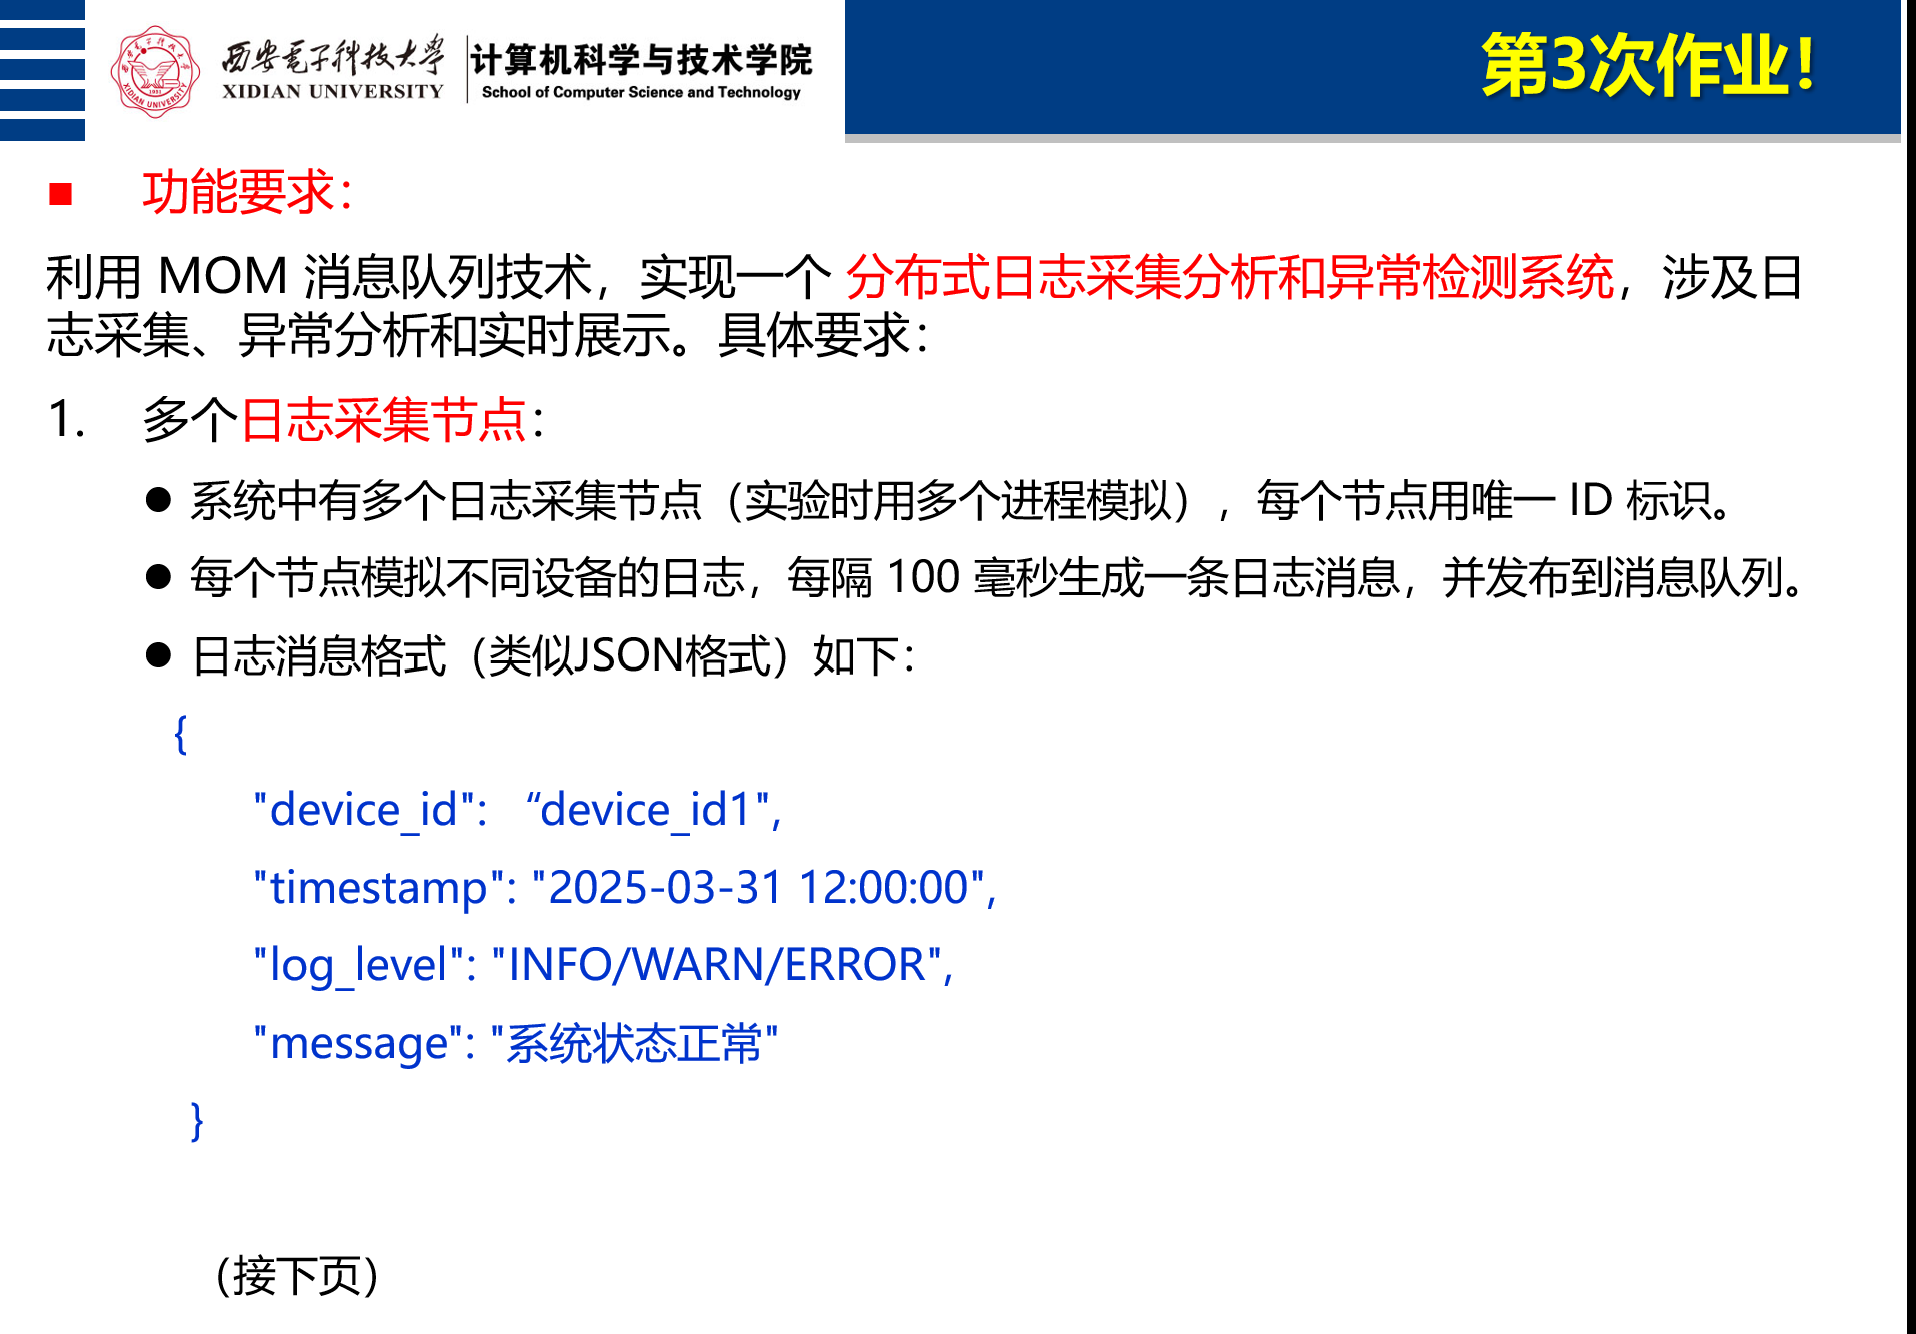 西安电子科技大学
XIDIAN UNIVERSITY
计算机科学与技术学院
School of Computer Science and Technology
第3次作业！
功能要求：
利用 MOM 消息队列技术，实现一个 分布式日志采集分析和异常检测系统，涉及日
志采集、异常分析和实时展示。具体要求：
1. 多个日志采集节点：
● 系统中有多个日志采集节点（实验时用多个进程模拟），每个节点用唯一 ID 标识。
● 每个节点模拟不同设备的日志，每隔 100 毫秒生成一条日志消息，并发布到消息队列。
● 日志消息格式（类似JSON格式）如下：
{
"device_id": “device_id1",
"timestamp": "2025-03-31 12:00:00",
"log_level": "INFO/WARN/ERROR",
"message": "系统状态正常"
}
（接下页）